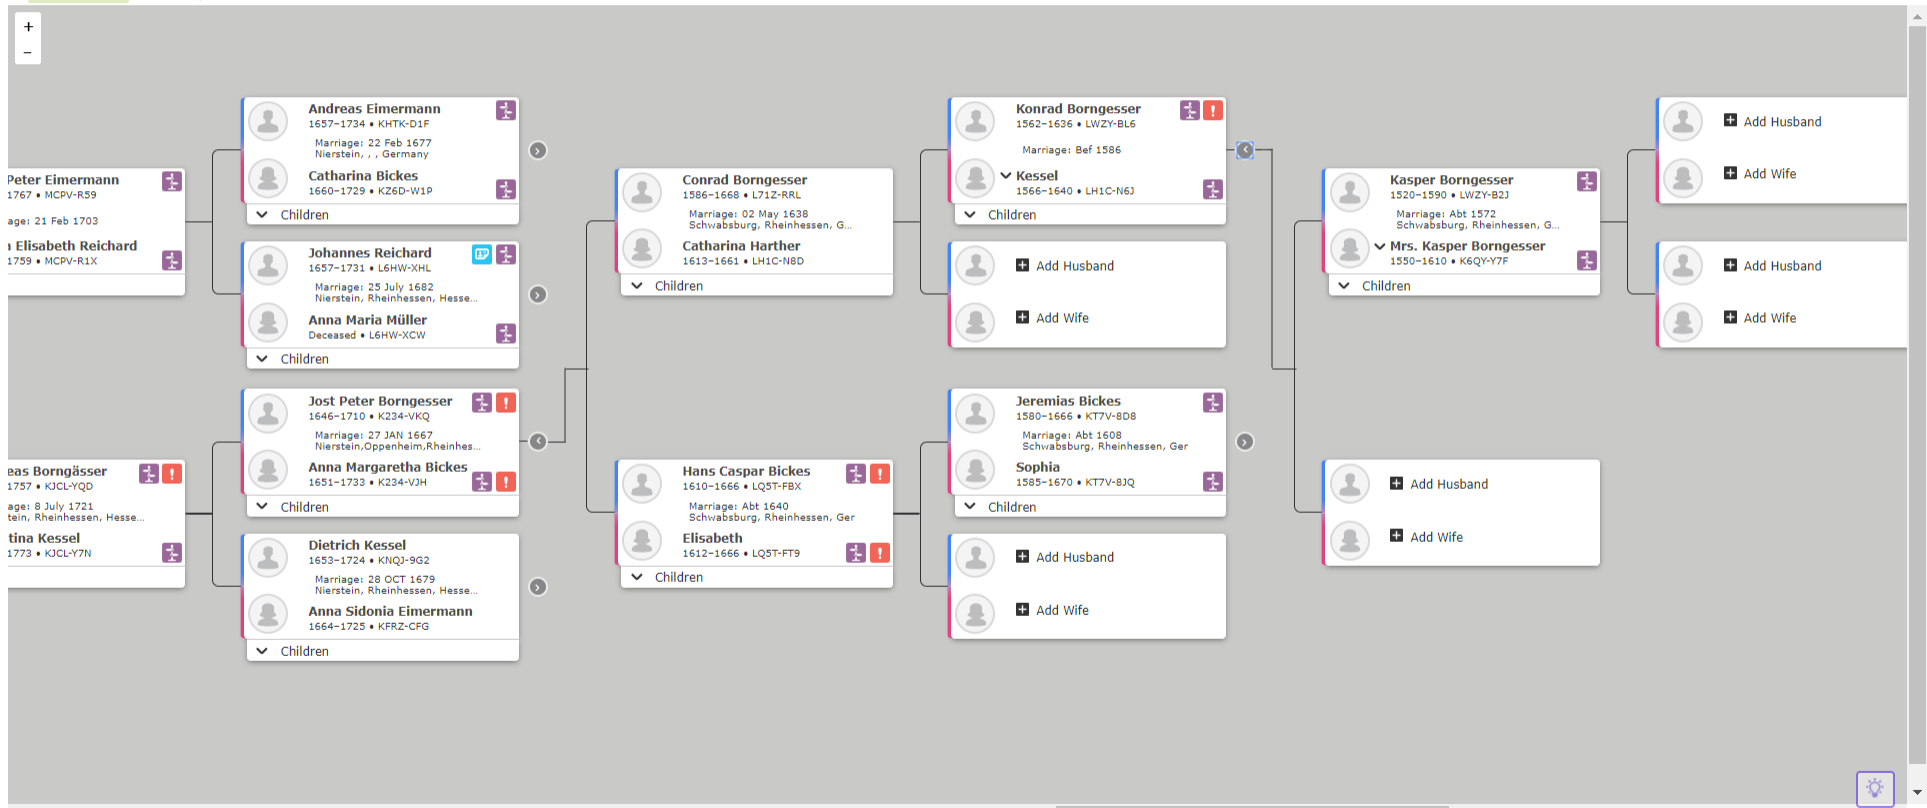 +
−
Peter Eimermann
1767 • MCPV-R59
age: 21 Feb 1703
Elisabeth Reichard
1759 • MCPV-R1X
eas Borngässer
1757 • KJCL-YQD
age: 8 July 1721
tein, Rheinhessen, Hesse...
tina Kessel
1773 • KJCL-Y7N
Andreas Eimermann
1657–1734 • KHTK-D1F
Marriage: 22 Feb 1677
Nierstein, , , Germany
Catharina Bickes
1660–1729 • KZ6D-W1P
Children
Johannes Reichard
1657–1731 • L6HW-XHL
Marriage: 25 July 1682
Nierstein, Rheinhessen, Hesse...
Anna Maria Müller
Deceased • L6HW-XCW
Children
Jost Peter Borngesser
1646–1710 • K234-VKQ
Marriage: 27 JAN 1667
Nierstein,Oppenheim,Rheinhes...
Anna Margaretha Bickes
1651–1733 • K234-VJH
Children
Dietrich Kessel
1653–1724 • KNQJ-9G2
Marriage: 28 OCT 1679
Nierstein, Rheinhessen, Hesse...
Anna Sidonia Eimermann
1664–1725 • KFRZ-CFG
Children
Conrad Borngesser
1586–1668 • L71Z-RRL
Marriage: 02 May 1638
Schwabsburg, Rheinhessen, G...
Catharina Harther
1613–1661 • LH1C-N8D
Children
Hans Caspar Bickes
1610–1666 • LQ5T-FBX
Marriage: Abt 1640
Schwabsburg, Rheinhessen, Ger
Elisabeth
1612–1666 • LQ5T-FT9
Children
Konrad Borngesser
1562–1636 • LWZY-BL6
Marriage: Bef 1586
Kessel
1566–1640 • LH1C-N6J
Children
Add Husband
Add Wife
Jeremias Bickes
1580–1666 • KT7V-8D8
Marriage: Abt 1608
Schwabsburg, Rheinhessen, Ger
Sophia
1585–1670 • KT7V-8JQ
Children
Add Husband
Add Wife
Kasper Borngesser
1520–1590 • LWZY-B2J
Marriage: Abt 1572
Schwabsburg, Rheinhessen, G...
Mrs. Kasper Borngesser
1550–1610 • K6QY-Y7F
Children
Add Husband
Add Wife
Add Husband
Add Wife
Add Husband
Add Wife